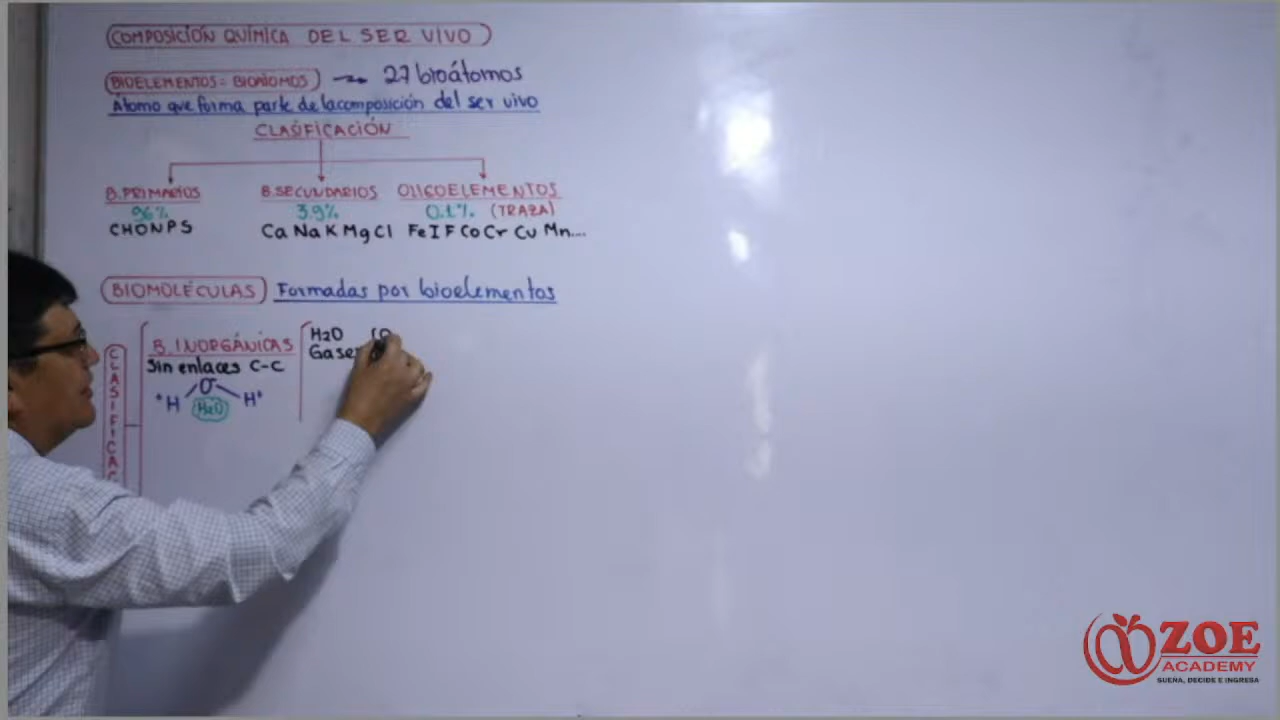 COMPOSICIÓN QUÍMICA DEL SER VIVO
BIOELEMENTOS = BIOÁTOMOS → 27 bioátomos
Átomo que forma parte de la composición del ser vivo
CLASIFICACIÓN
B. PRIMARIOS B. SECUNDARIOS OLIGOELEMENTOS
96% 3.9% 0.1% (TRAZA)
CHONPS Ca Na K Mg Cl Fe I F Co Cr Cu Mn....
BIOMOLÉCULAS Formadas por bioelementos
CLASIFICAC
B. INORGÁNICAS
Sin enlaces C-C
O-
+H H+
H2O
H2O
Gase
ZOE
ACADEMY
SUEÑA, DECIDE E INGRESA